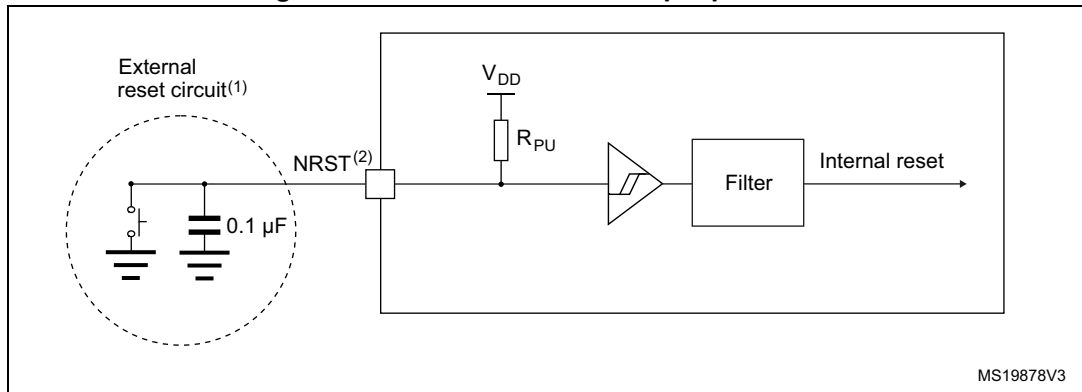 External
reset circuit(1)
VDD
RPU
NRST(2)
0.1 µF
Filter
Internal reset
MS19878V3